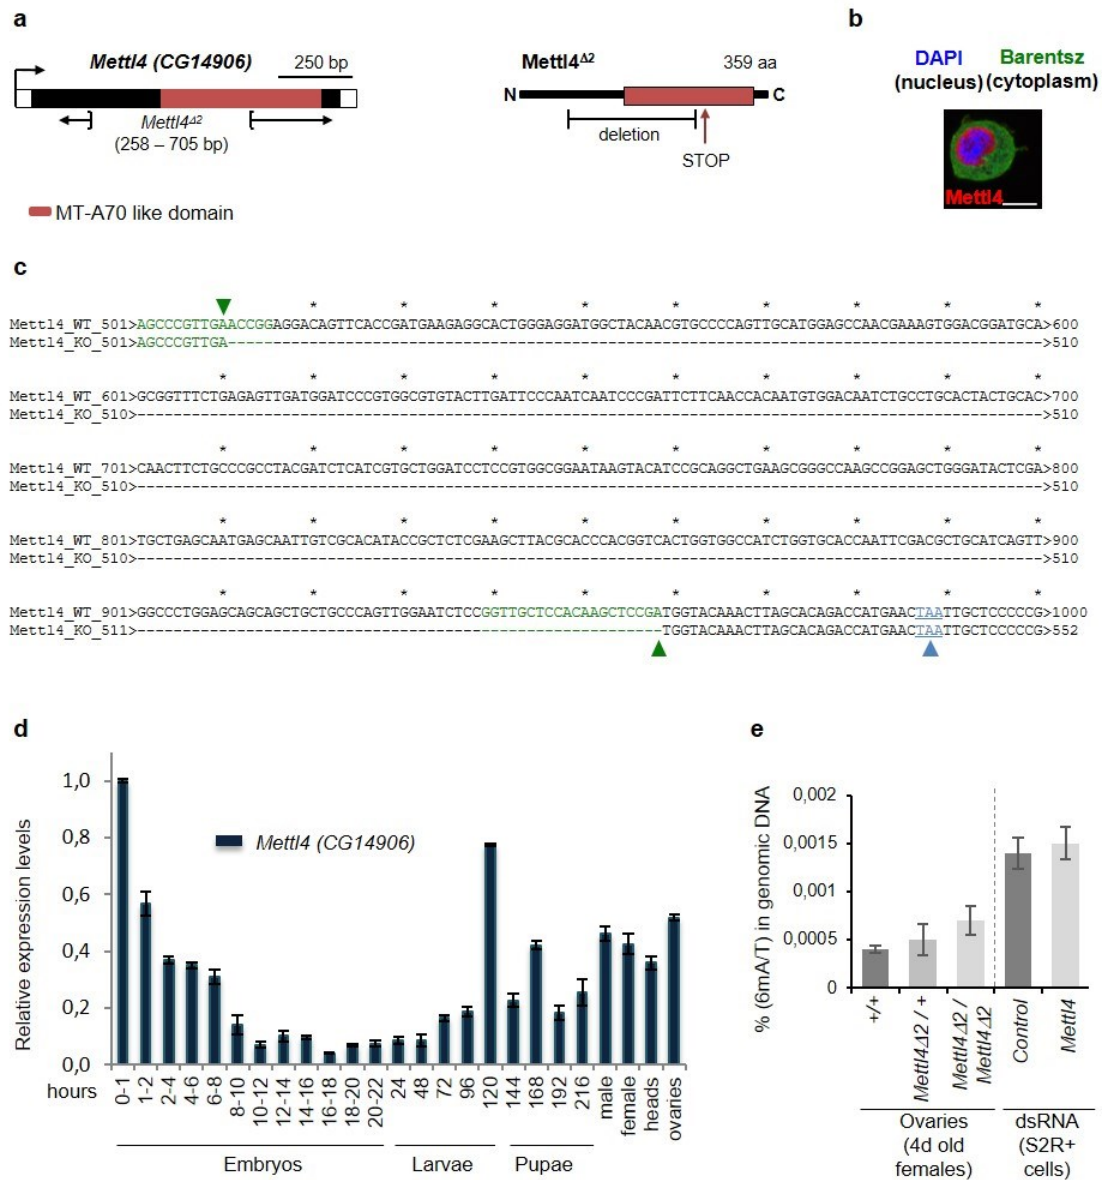 a
Mettl4 (CG14906)
250 bp
Mettl4Δ2
(258 – 705 bp)
MT-A70 like domain
Mettl4Δ2
359 aa
N
C
deletion
STOP
b
DAPI
Barentsz
(nucleus)
(cytoplasm)
Mettl4
c
* * * * * * * * *
Mettl4_WT_501>AGCCCGTTGAACCGGAGGACAGTTCACCGATGAAGAGGCACTGGGAGGATGGCTACAACGTGCCCCAGTTGCATGGAGCCAACGAAAGTGGACGGATGCA>600
Mettl4_KO_501>AGCCCGTTGA------------------------------------------------------------------------------------------>510
* * * * * * * * * *
Mettl4_WT_601>GCGGTTTCTGAGAGTTGATGGATCCCGTGGCGTGTACTTGATTCCCAATCAATCCCGATTCTTCAACCACAATGTGGACAATCTGCCTGCACTACTGCAC>700
Mettl4_KO_510>---------------------------------------------------------------------------------------------------->510
* * * * * * * * * *
Mettl4_WT_701>CAACTTCTGCCCGCCTACGATCTCATCGTGCTGGATCCTCCGTGGCGGAATAAGTACATCCGCAGGCTGAAGCGGGCCAAGCCGGAGCTGGGATACTCGA>800
Mettl4_KO_510>---------------------------------------------------------------------------------------------------->510
* * * * * * * * * *
Mettl4_WT_801>TGCTGAGCAATGAGCAATTGTCGCACATACCGCTCTCGAAGCTTACGCACCCACGGTCACTGGTGGCCATCTGGTGCACCAATTCGACGCTGCATCAGTT>900
Mettl4_KO_510>---------------------------------------------------------------------------------------------------->510
* * * * * * * * * *
Mettl4_WT_901>GGCCCTGGAGCAGCAGCTGCTGCCCAGTTGGAATCTCCGGTTGCTCCACAAGCTCCGATGGTACAAACTTAGCACAGACCATGAACTAATTGCTCCCCCG>1000
Mettl4_KO_511>----------------------------------------------------------TGGTACAAACTTAGCACAGACCATGAACTAATTGCTCCCCCG>552
d
Relative expression levels
1,0
0,8
0,6
0,4
0,2
0,0
Mettl4 (CG14906)
hours
0-1
1-2
2-4
4-6
6-8
8-10
10-12
12-14
14-16
16-18
18-20
20-22
24
48
72
96
120
144
168
192
216
male
female
heads
ovaries
Embryos
Larvae
Pupae
e
% (6mA/T) in genomic DNA
0,002
0,0015
0,001
0,0005
0
+/+
Mettl4Δ2 / +
Mettl4Δ2 /
Mettl4Δ2
Control
Mettl4
Ovaries
(4d old
females)
dsRNA
(S2R+
cells)